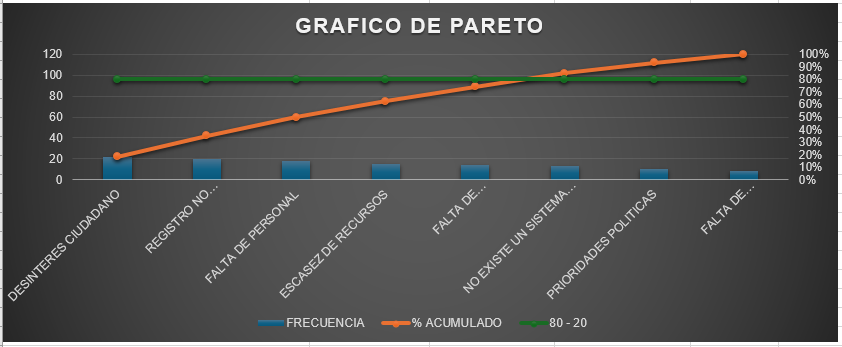 GRAFICO DE PARETO
120
100
80
60
40
20
0
100%
90%
80%
70%
60%
50%
40%
30%
20%
10%
0%
DESINTERES CIUDADANO
REGISTRO NO...
FALTA DE PERSONAL
ESCASEZ DE RECURSOS
FALTA DE...
NO EXISTE UN SISTEMA...
PRIORIDADES POLITICAS
FALTA DE...
FRECUENCIA
% ACUMULADO
80 - 20